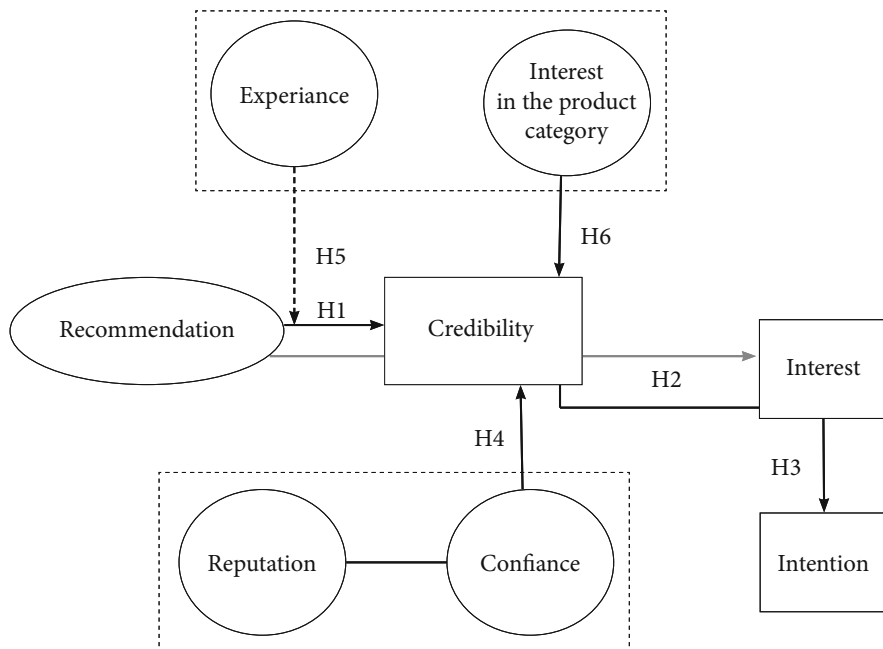 Experiance
Interest
in the product
category
H5
H6
H1
Recommendation
Credibility
H2
Interest
H4
H3
Reputation
Confiance
Intention